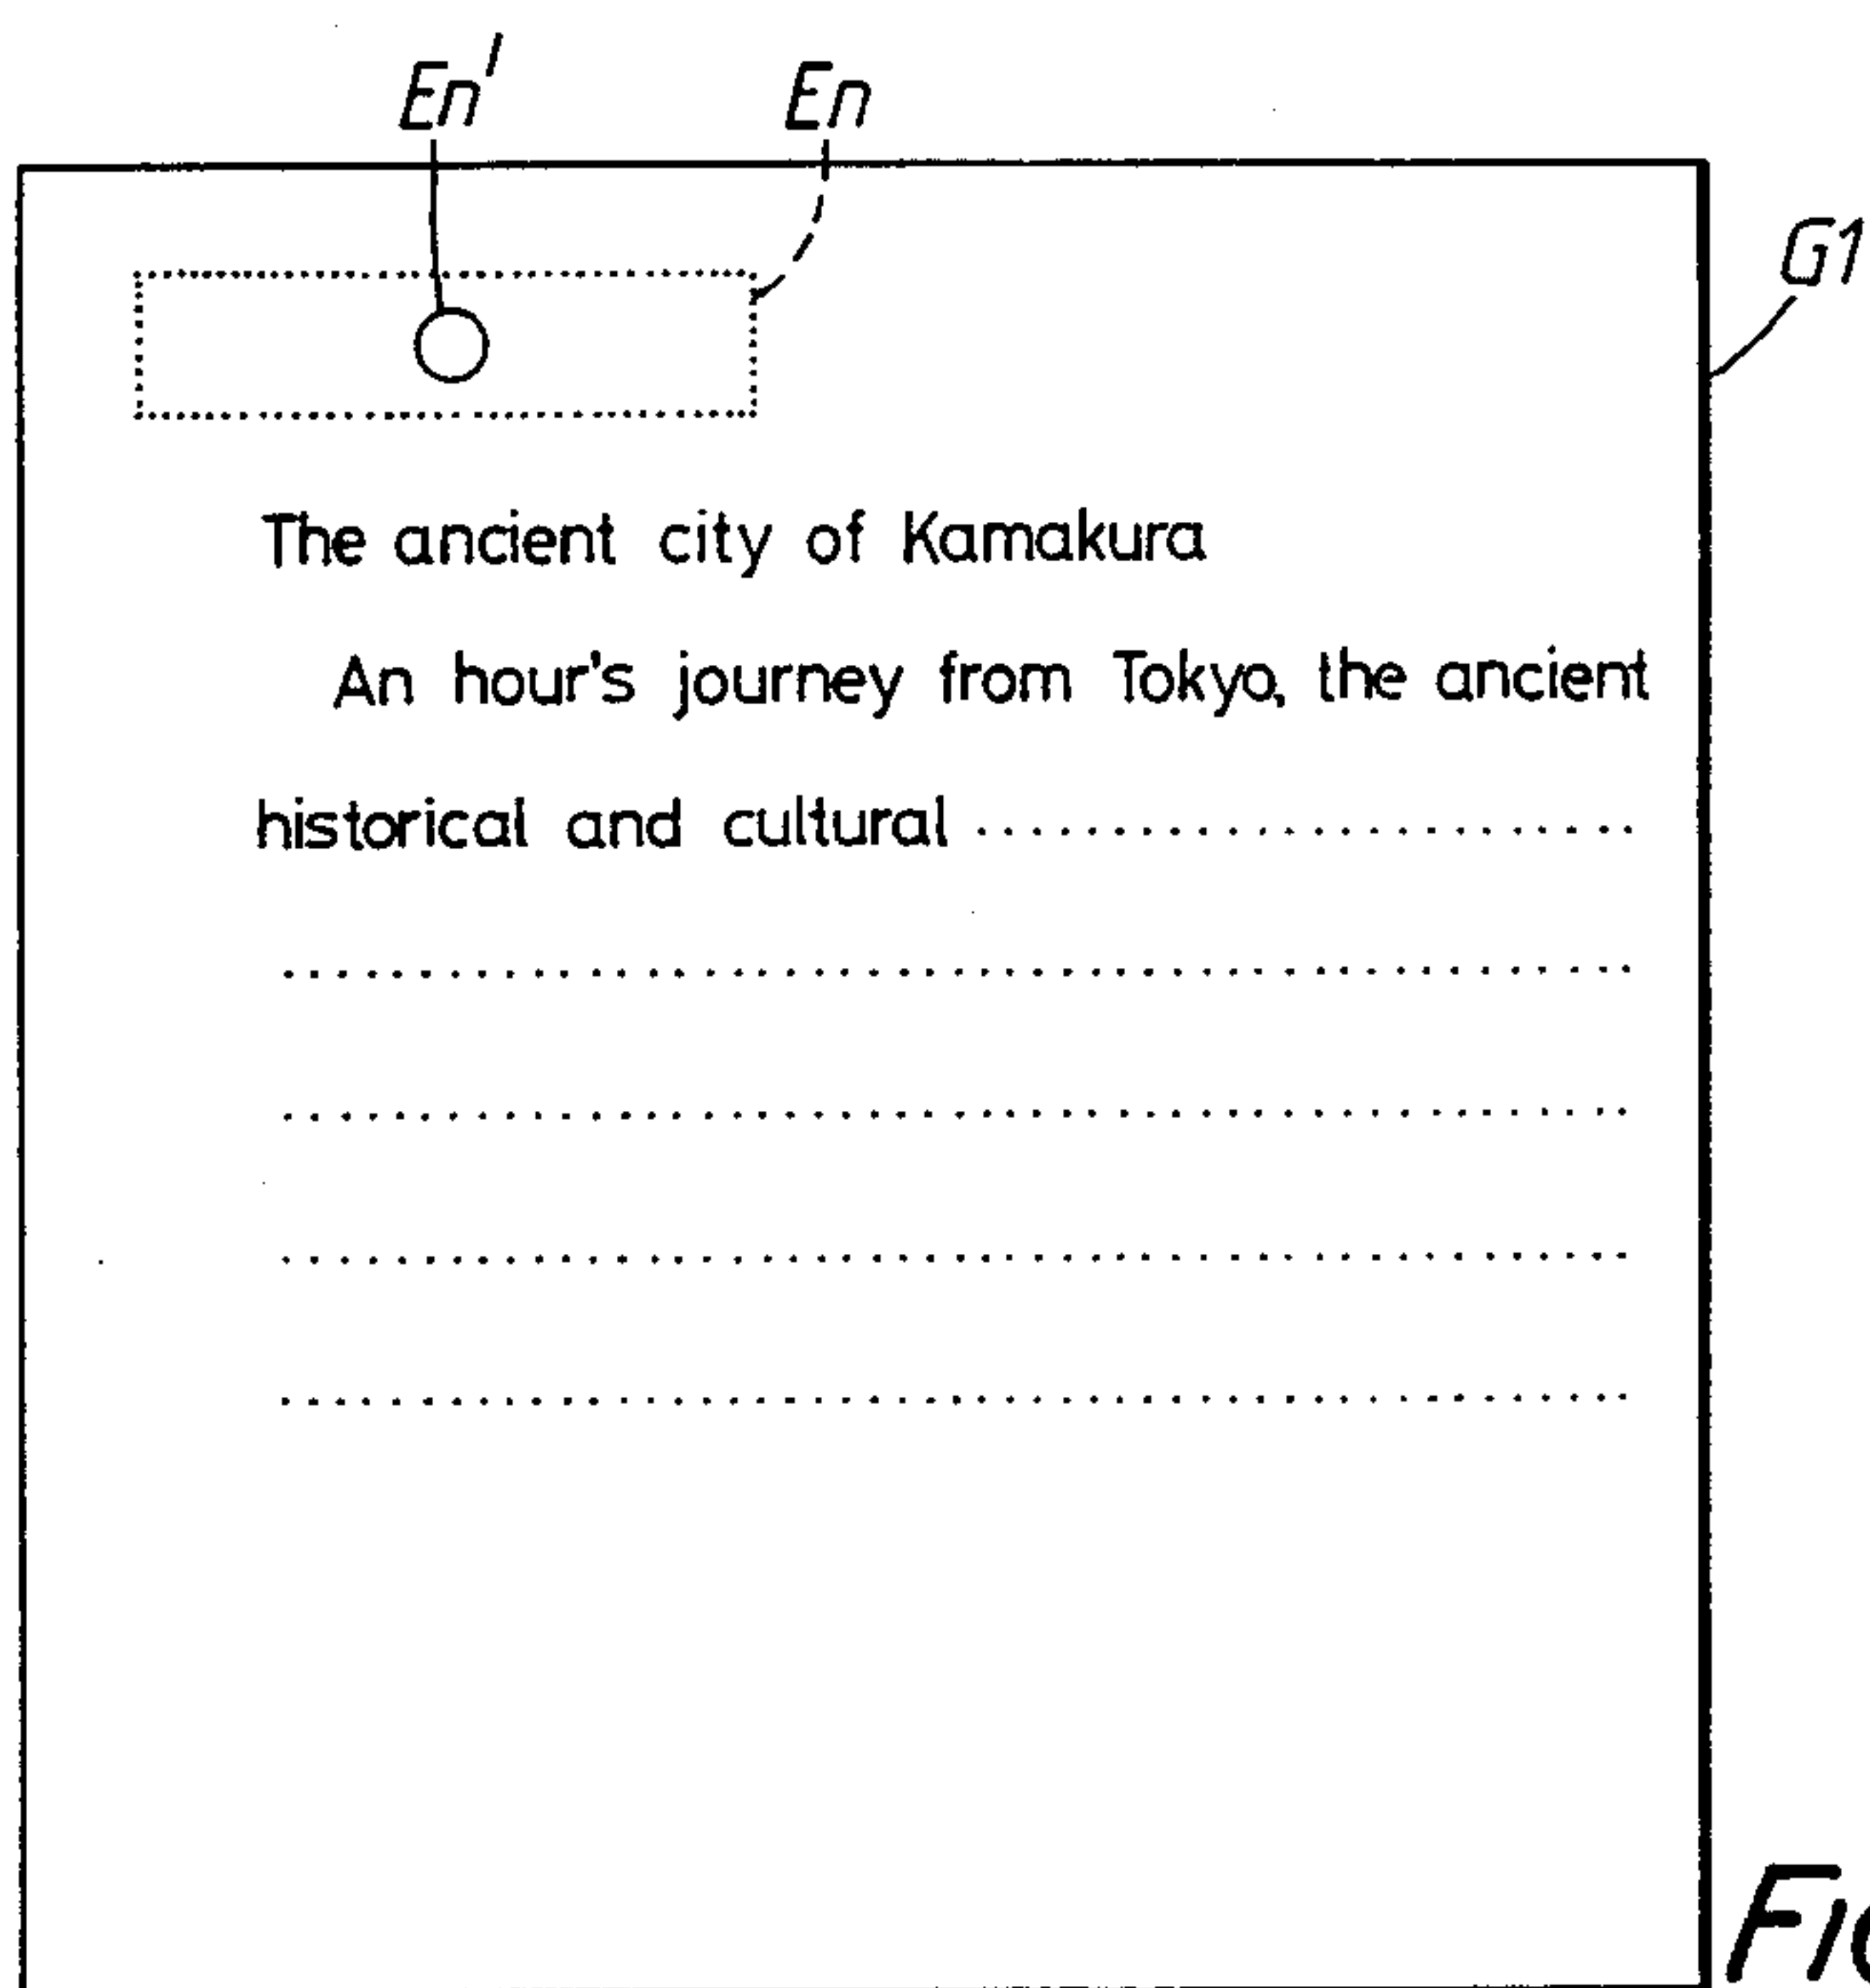 En' En
G1
The ancient city of Kamakura
An hour's journey from Tokyo, the ancient
historical and cultural ........................
................................................
................................................
................................................
................................................